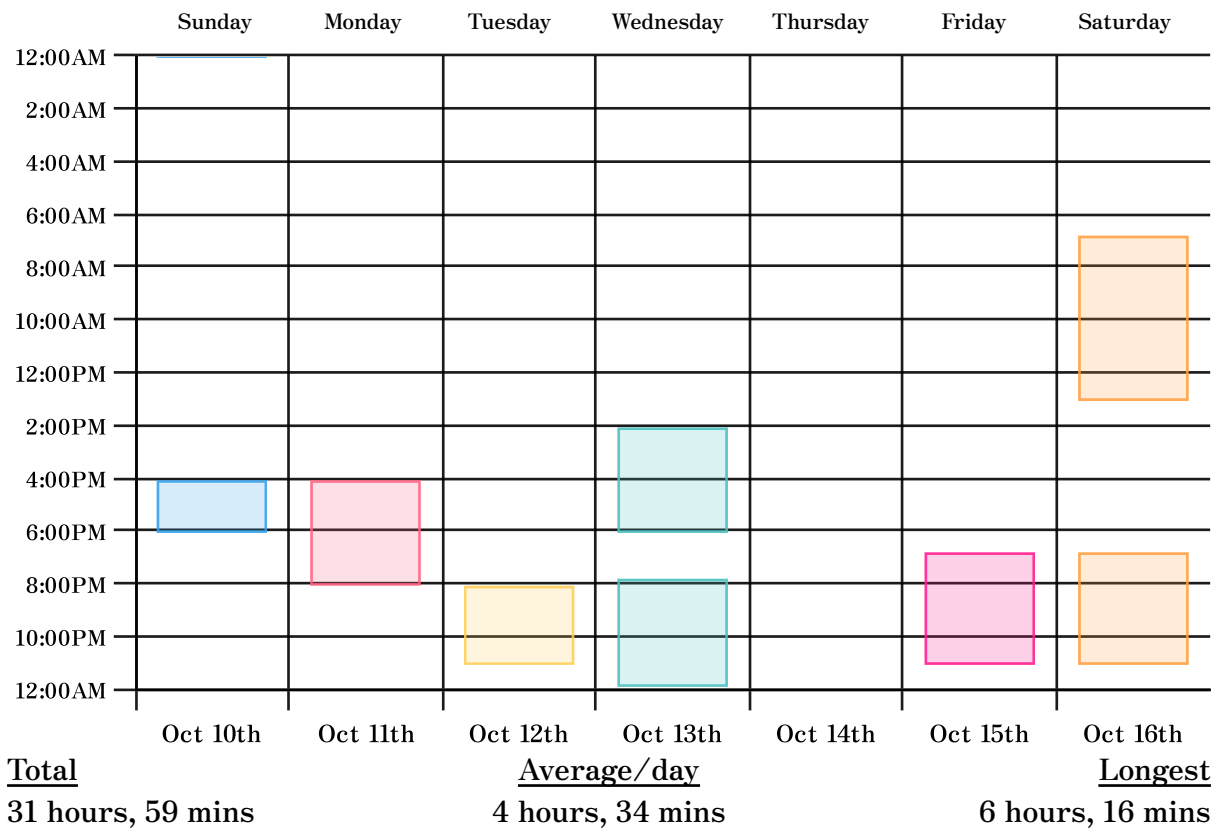 Sunday Monday Tuesday Wednesday Thursday Friday Saturday
12:00AM
2:00AM
4:00AM
6:00AM
8:00AM
10:00AM
12:00PM
2:00PM
4:00PM
6:00PM
8:00PM
10:00PM
12:00AM
Oct 10th Oct 11th Oct 12th Oct 13th Oct 14th Oct 15th Oct 16th
Total Average/day Longest
31 hours, 59 mins 4 hours, 34 mins 6 hours, 16 mins